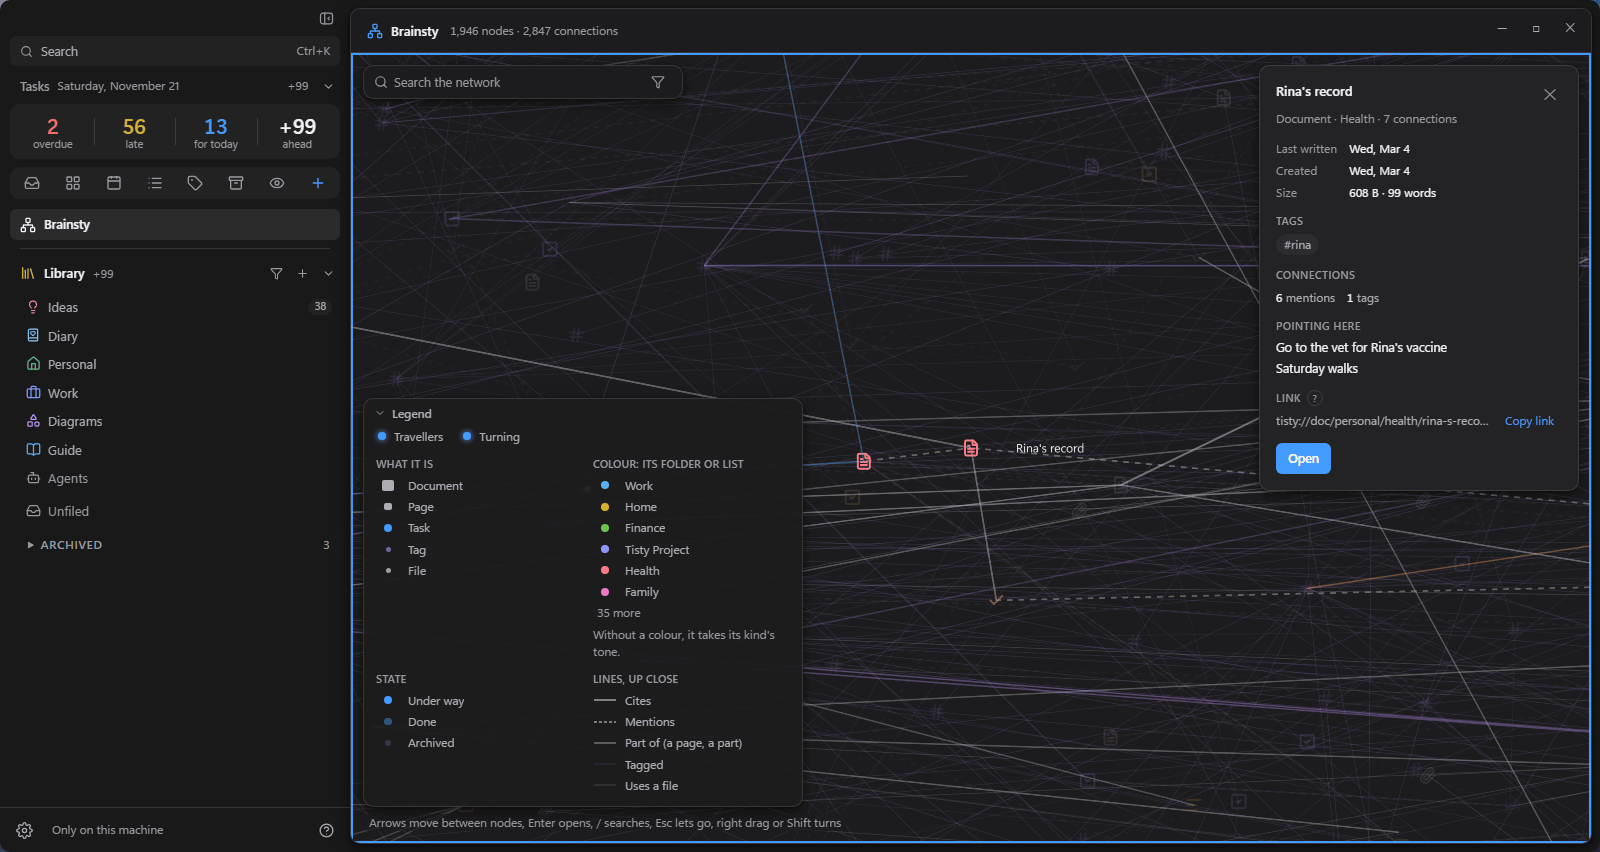 Search Ctrl+K
Tasks Saturday, November 21 +99
2 56 13 +99
overdue late for today ahead
Brainsty
Library +99
Ideas 38
Diary
Personal
Work
Diagrams
Guide
Agents
Unfiled
ARCHIVED 3
Only on this machine
Brainsty 1,946 nodes · 2,847 connections
Search the network
Legend
Travellers Turning
WHAT IT IS
Document
Page
Task
Tag
File
COLOUR: ITS FOLDER OR LIST
Work
Home
Finance
Tisty Project
Health
Family
35 more
Without a colour, it takes its kind's
tone.
STATE
Under way
Done
Archived
LINES, UP CLOSE
Cites
Mentions
Part of (a page, a part)
Tagged
Uses a file
Arrows move between nodes, Enter opens, / searches, Esc lets go, right drag or Shift turns
Rina's record
Rina's record
Document · Health · 7 connections
Last written Wed, Mar 4
Created Wed, Mar 4
Size 608 B · 99 words
TAGS
#rina
CONNECTIONS
6 mentions 1 tags
POINTING HERE
Go to the vet for Rina's vaccine
Saturday walks
LINK ?
tisty://doc/personal/health/rina-s-reco... Copy link
Open